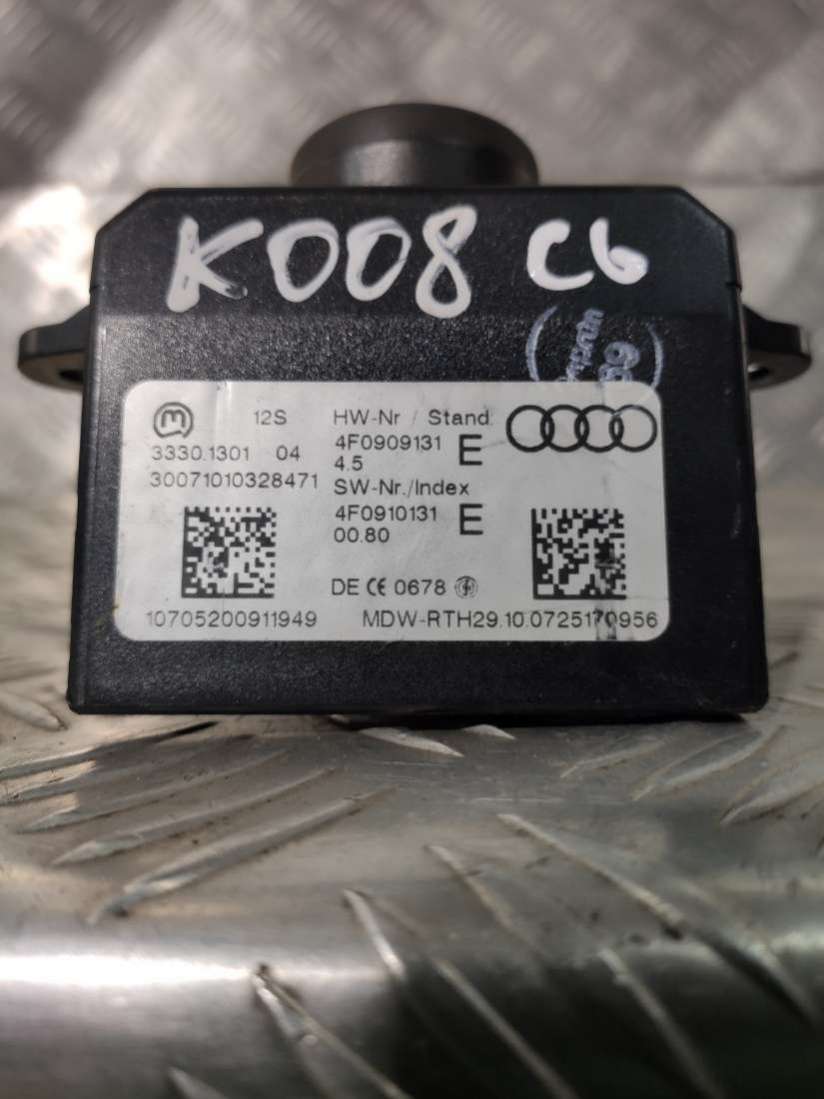 K008 C6
m 12S HW-Nr / Stand.
3330.1301 04 4F0909131 E
30071010328471 4.5
SW-Nr./Index
4F0910131 E
00.80
DE CE 0678
10705200911949 MDW-RTH29.10.0725170956